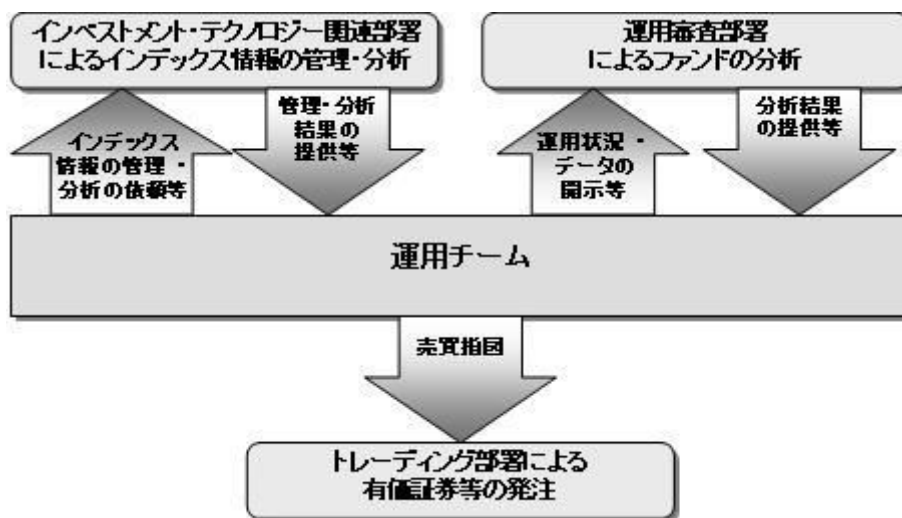 インベストメント・テクノロジー関連部署
によるインデックス情報の管理・分析
運用審査部署
によるファンドの分析
インデックス
情報の管理・
分析の依頼等
管理・分析
結果の
提供等
運用状況・
データの
開示等
分析結果
の提供等
運用チーム
売買指図
トレーディング部署による
有価証券等の発注